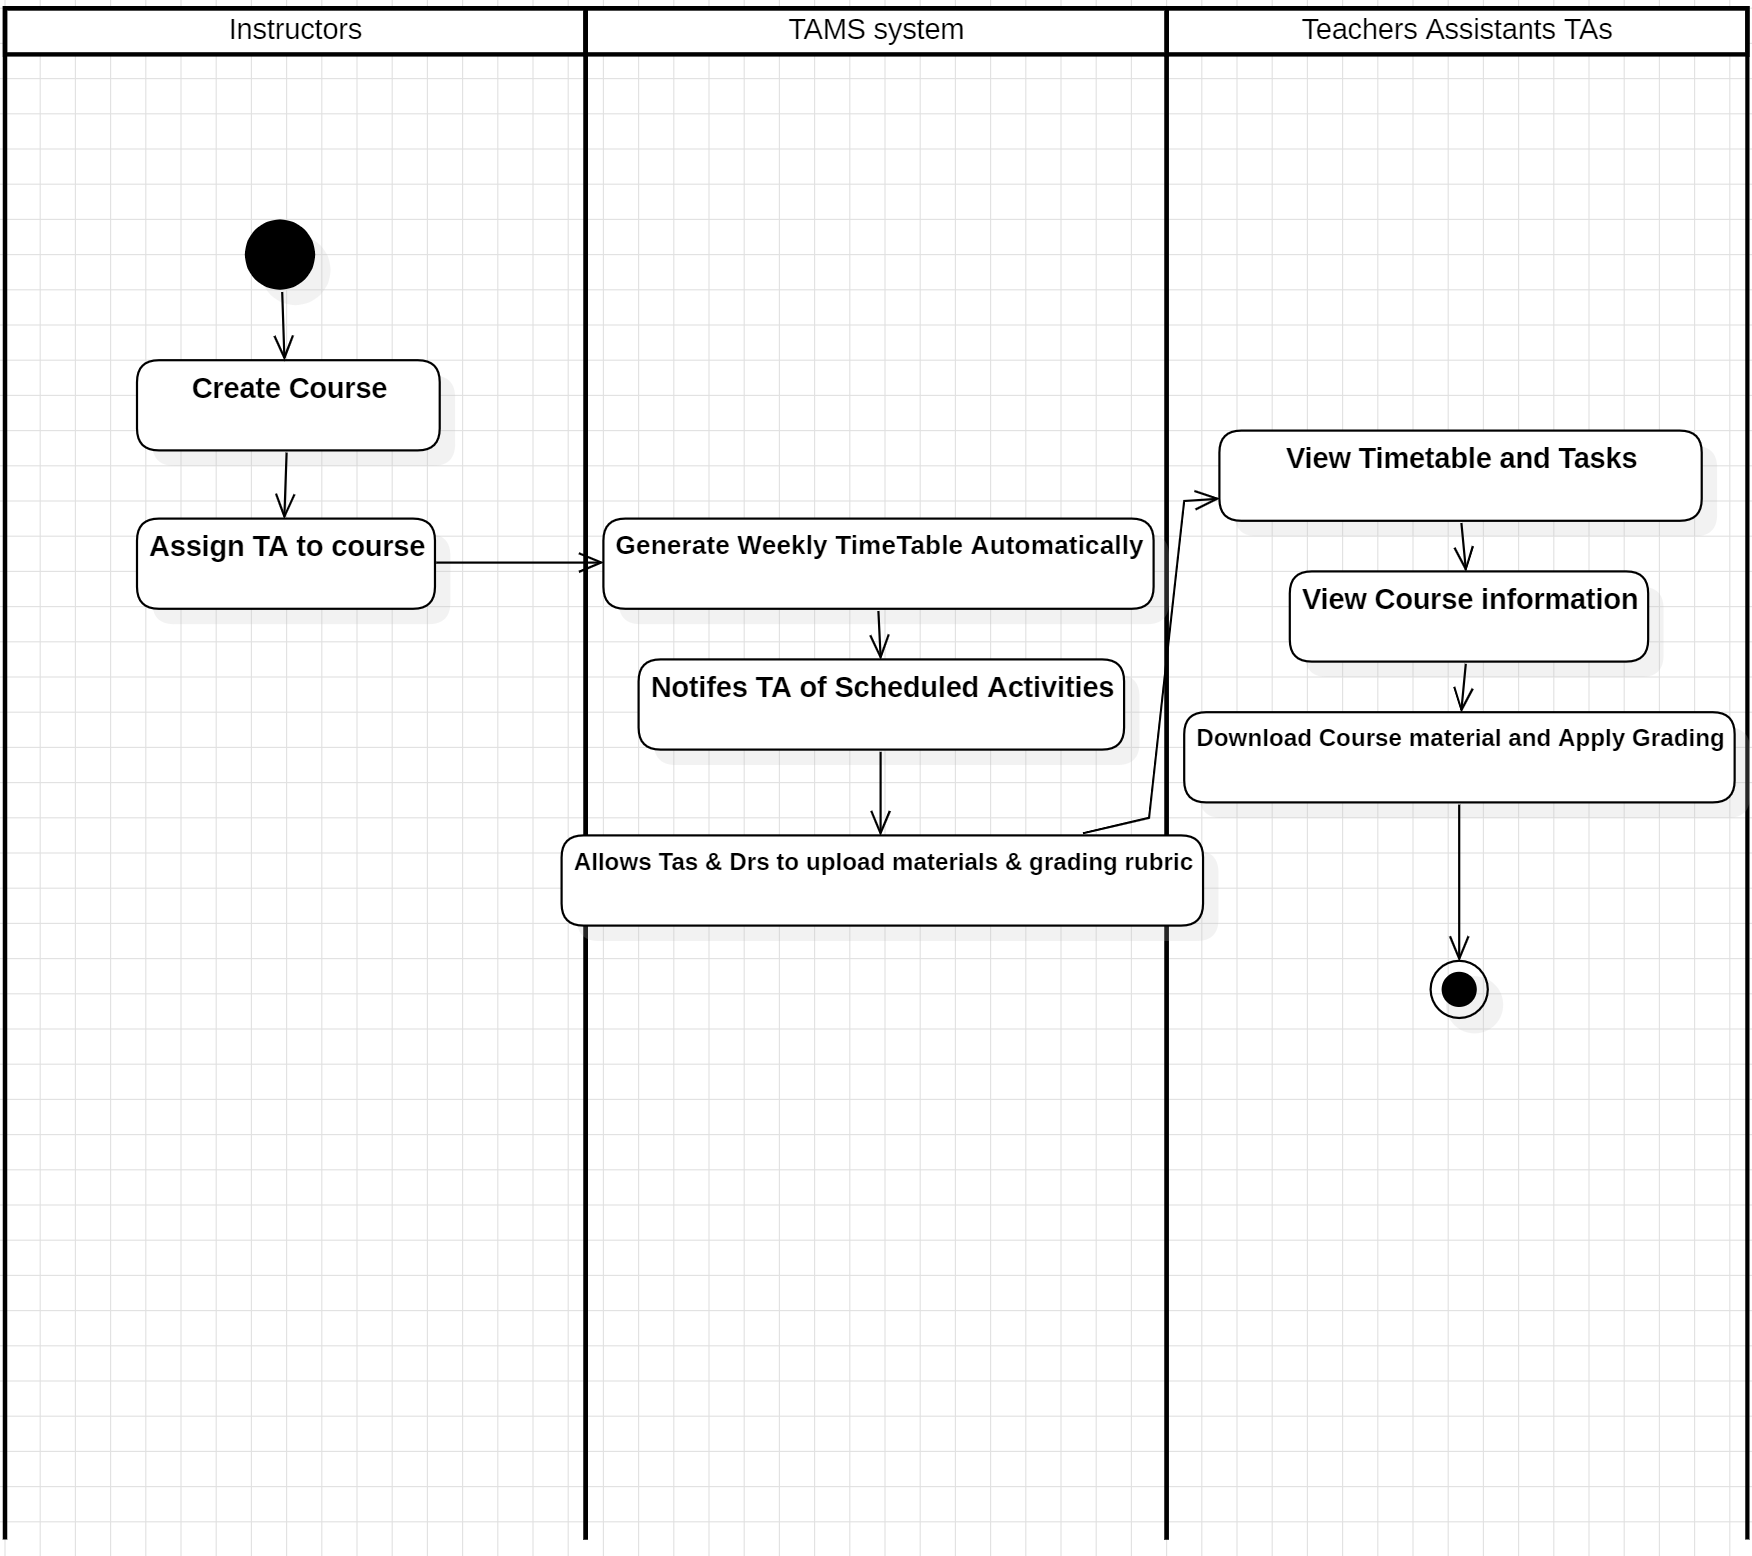 Instructors
TAMS system
Teachers Assistants TAs
Create Course
Assign TA to course
Generate Weekly TimeTable Automatically
Notifes TA of Scheduled Activities
Allows Tas & Drs to upload materials & grading rubric
View Timetable and Tasks
View Course information
Download Course material and Apply Grading